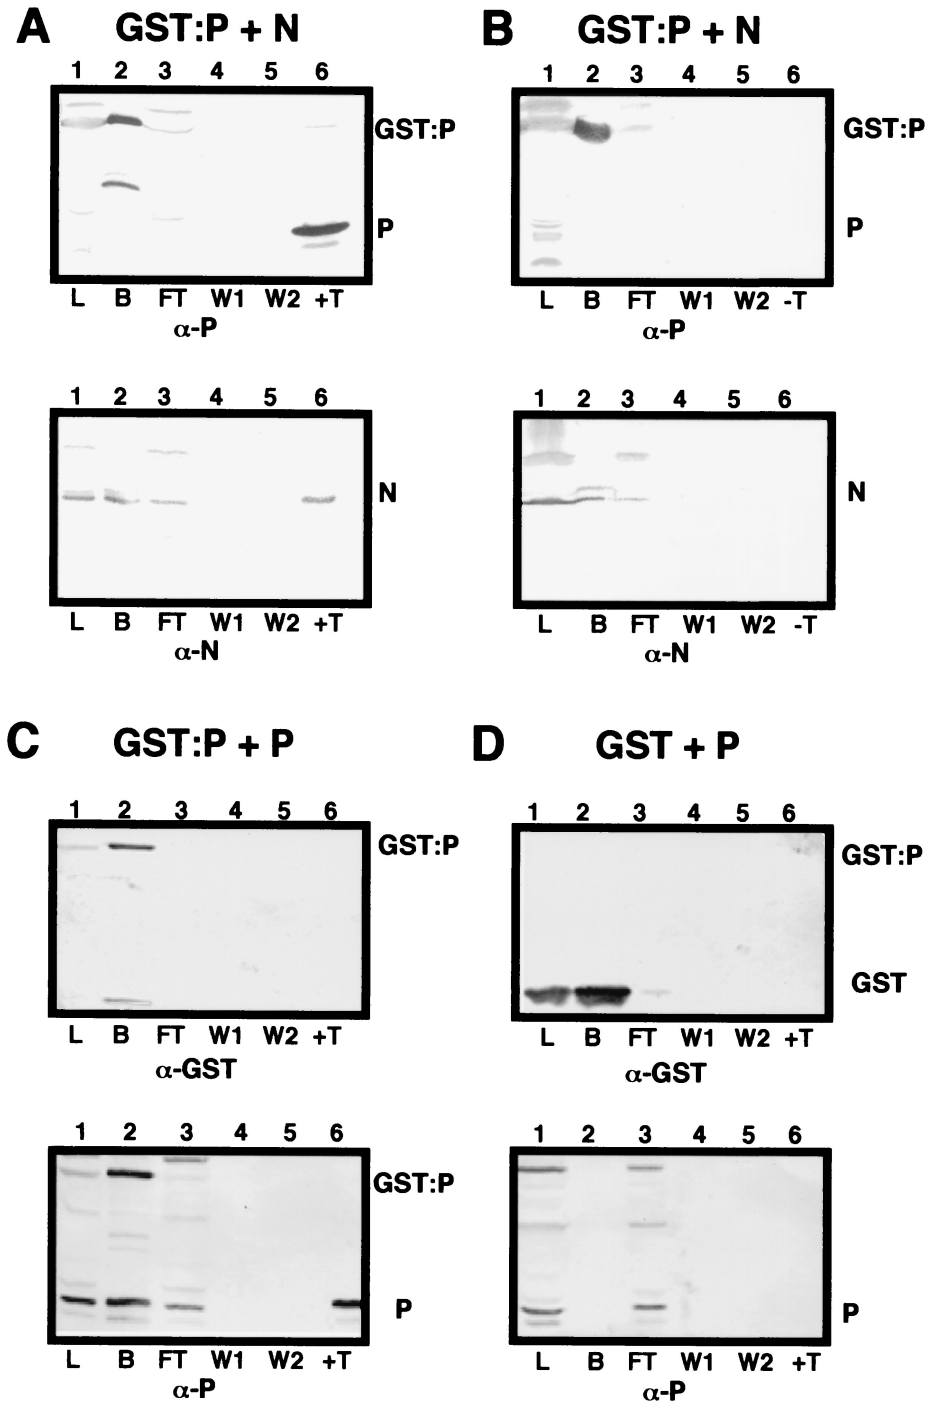 A GST:P + N
1 2 3 4 5 6
GST:P
P
L B FT W1 W2 +T
α-P
1 2 3 4 5 6
N
L B FT W1 W2 +T
α-N
B GST:P + N
1 2 3 4 5 6
GST:P
P
L B FT W1 W2 -T
α-P
1 2 3 4 5 6
N
L B FT W1 W2 -T
α-N
C GST:P + P
1 2 3 4 5 6
GST:P
L B FT W1 W2 +T
α-GST
1 2 3 4 5 6
GST:P
P
L B FT W1 W2 +T
α-P
D GST + P
1 2 3 4 5 6
GST:P
GST
L B FT W1 W2 +T
α-GST
1 2 3 4 5 6
P
L B FT W1 W2 +T
α-P